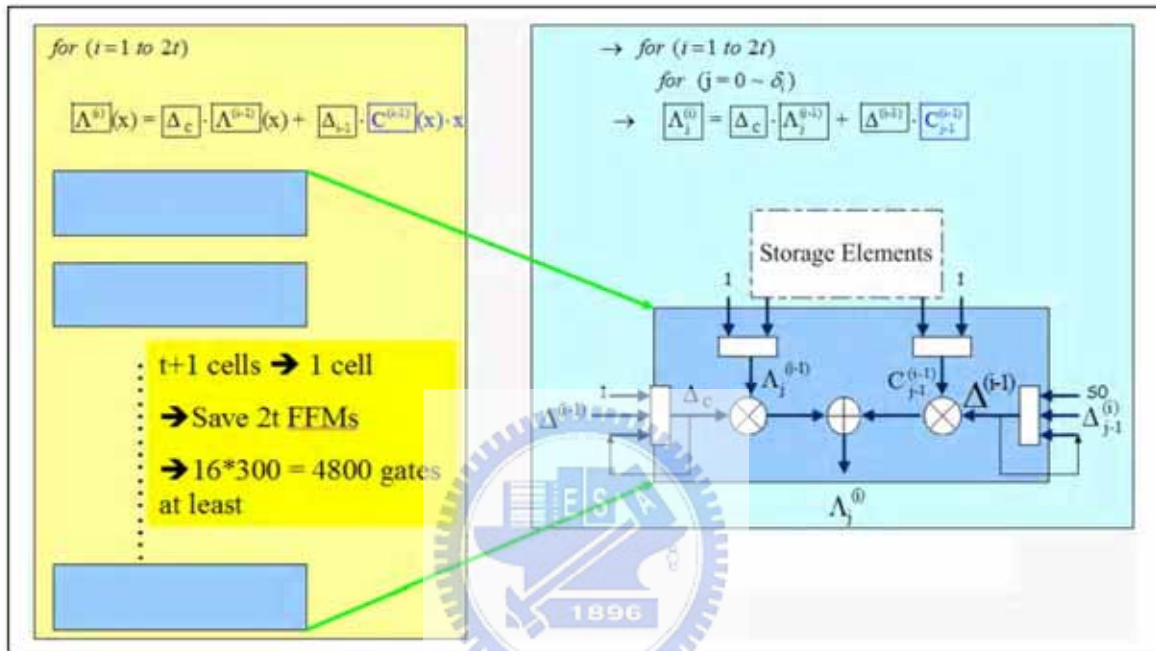 for (i=1 to 2t)
Λ⁽ⁱ⁾(x) = Δc · Λ⁽ⁱ⁻¹⁾(x) + Δi-1 · C⁽ⁱ⁻¹⁾(x)·x
t+1 cells ➔ 1 cell
➔ Save 2t FFMs
➔ 16*300 = 4800 gates
at least
→ for (i=1 to 2t)
for (j = 0 ~ δi)
→ Λj⁽ⁱ⁾ = Δc · Λj⁽ⁱ⁻¹⁾ + Δ⁽ⁱ⁻¹⁾ · Cj-1⁽ⁱ⁻¹⁾
Storage Elements
1 1
Λj⁽ⁱ⁻¹⁾ Cj-1⁽ⁱ⁻¹⁾ Δ⁽ⁱ⁻¹⁾
1 Δc S0
Δ⁽ⁱ⁻¹⁾ Δj-1⁽ⁱ⁾
Λj⁽ⁱ⁾
E S A
1896